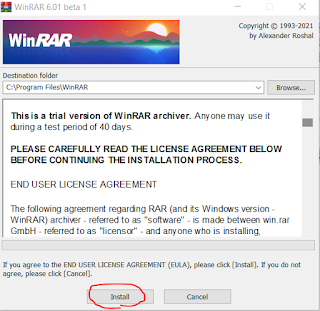 WinRAR 6.01 beta 1
WinRAR
Copyright © 1993-2021
by Alexander Roshal
Destination folder
C:\Program Files\WinRAR
Browse...
This is a trial version of WinRAR archiver. Anyone may use it
during a test period of 40 days.
PLEASE CAREFULLY READ THE LICENSE AGREEMENT BELOW
BEFORE CONTINUING THE INSTALLATION PROCESS.
END USER LICENSE AGREEMENT
The following agreement regarding RAR (and its Windows version -
WinRAR) archiver - referred to as "software" - is made between win.rar
GmbH - referred to as "licensor" - and anyone who is installing,
If you agree to the END USER LICENSE AGREEMENT (EULA), please click [Install]. If you do not
agree, please click [Cancel].
Install
Cancel